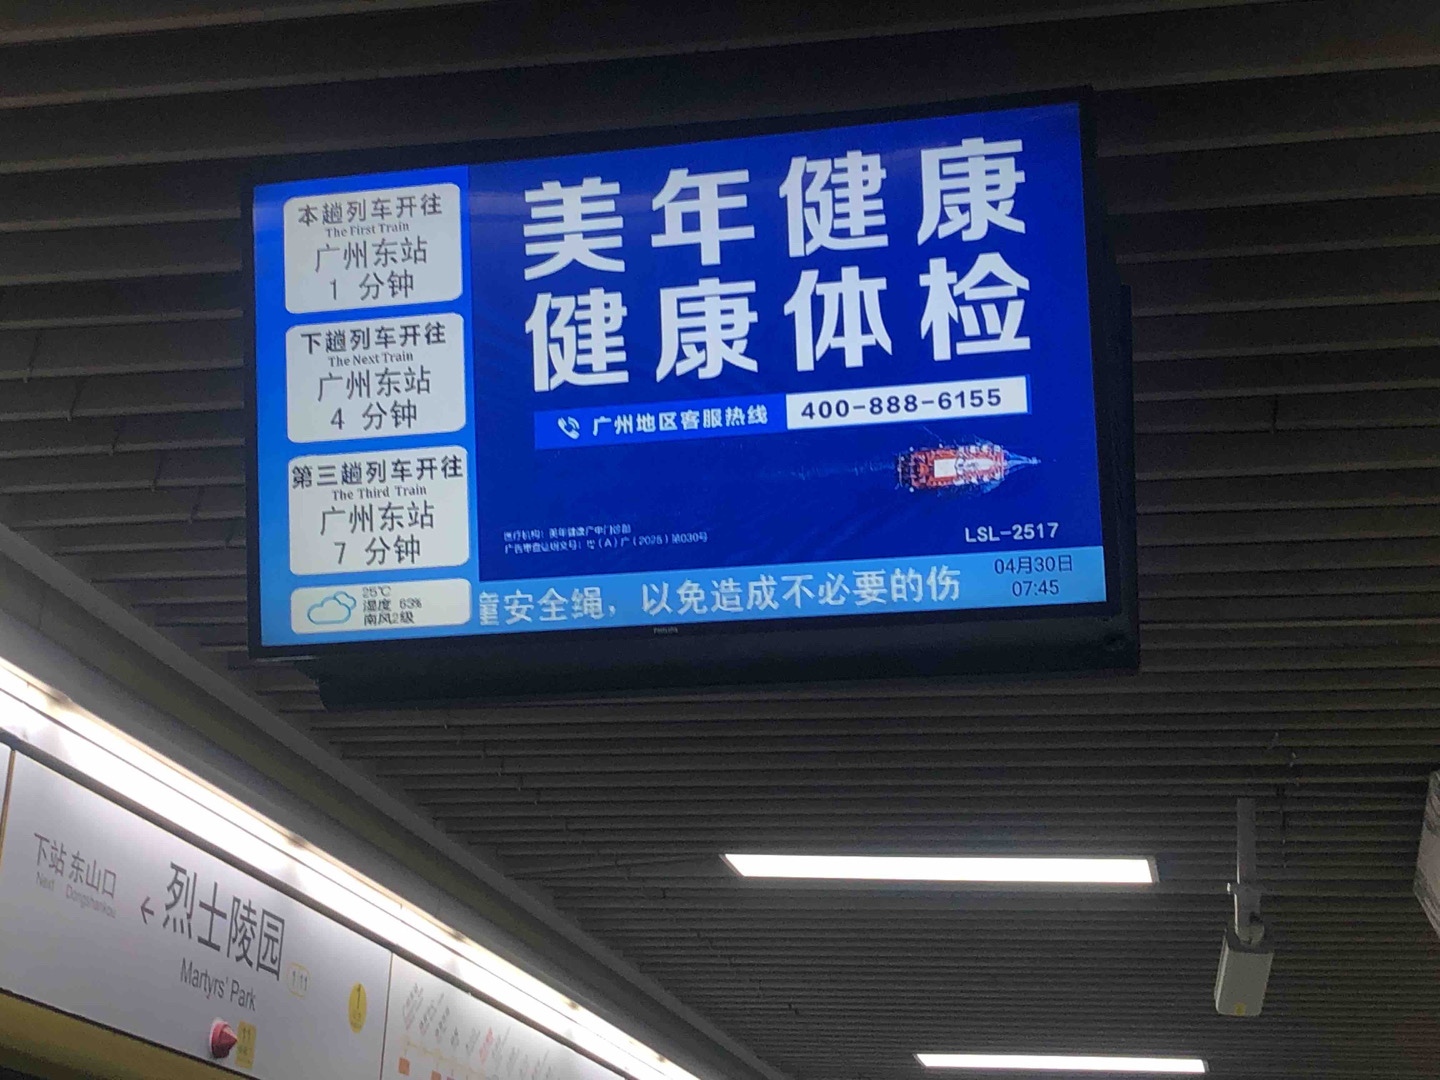 本趟列车开往
The First Train
广州东站
1 分钟
下趟列车开往
The Next Train
广州东站
4 分钟
第三趟列车开往
The Third Train
广州东站
7 分钟
25℃
湿度 63%
南风2级
美年健康
健康体检
广州地区客服热线 400-888-6155
LSL-2517
童安全绳，以免造成不必要的伤
04月30日
07:45
PHILIPS
下站 东山口
Next Dongshankou
← 烈士陵园
Martyrs' Park
1